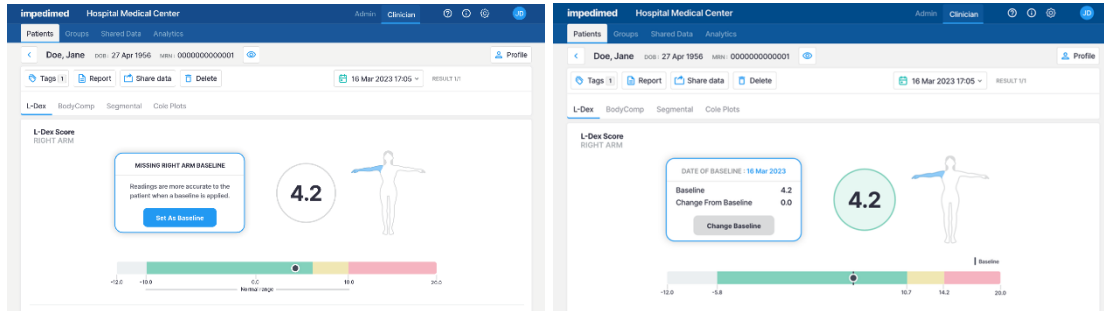 impedimed Hospital Medical Center Admin Clinician JD
Patients Groups Shared Data Analytics
Doe, Jane DOB: 27 Apr 1956 MRN: 0000000000001 Profile
Tags 1 Report Share data Delete 16 Mar 2023 17:05 RESULT 1/1
L-Dex BodyComp Segmental Cole Plots
L-Dex Score
RIGHT ARM
MISSING RIGHT ARM BASELINE
Readings are more accurate to the
patient when a baseline is applied.
Set As Baseline
4.2
-12.0 -10.0 0.0 10.0 20.0
Normal range
impedimed Hospital Medical Center Admin Clinician JD
Patients Groups Shared Data Analytics
Doe, Jane DOB: 27 Apr 1956 MRN: 0000000000001 Profile
Tags 1 Report Share data Delete 16 Mar 2023 17:05 RESULT 1/1
L-Dex BodyComp Segmental Cole Plots
L-Dex Score
RIGHT ARM
DATE OF BASELINE : 16 Mar 2023
Baseline 4.2
Change From Baseline 0.0
Change Baseline
4.2
Baseline
-12.0 -5.8 10.7 14.2 20.0